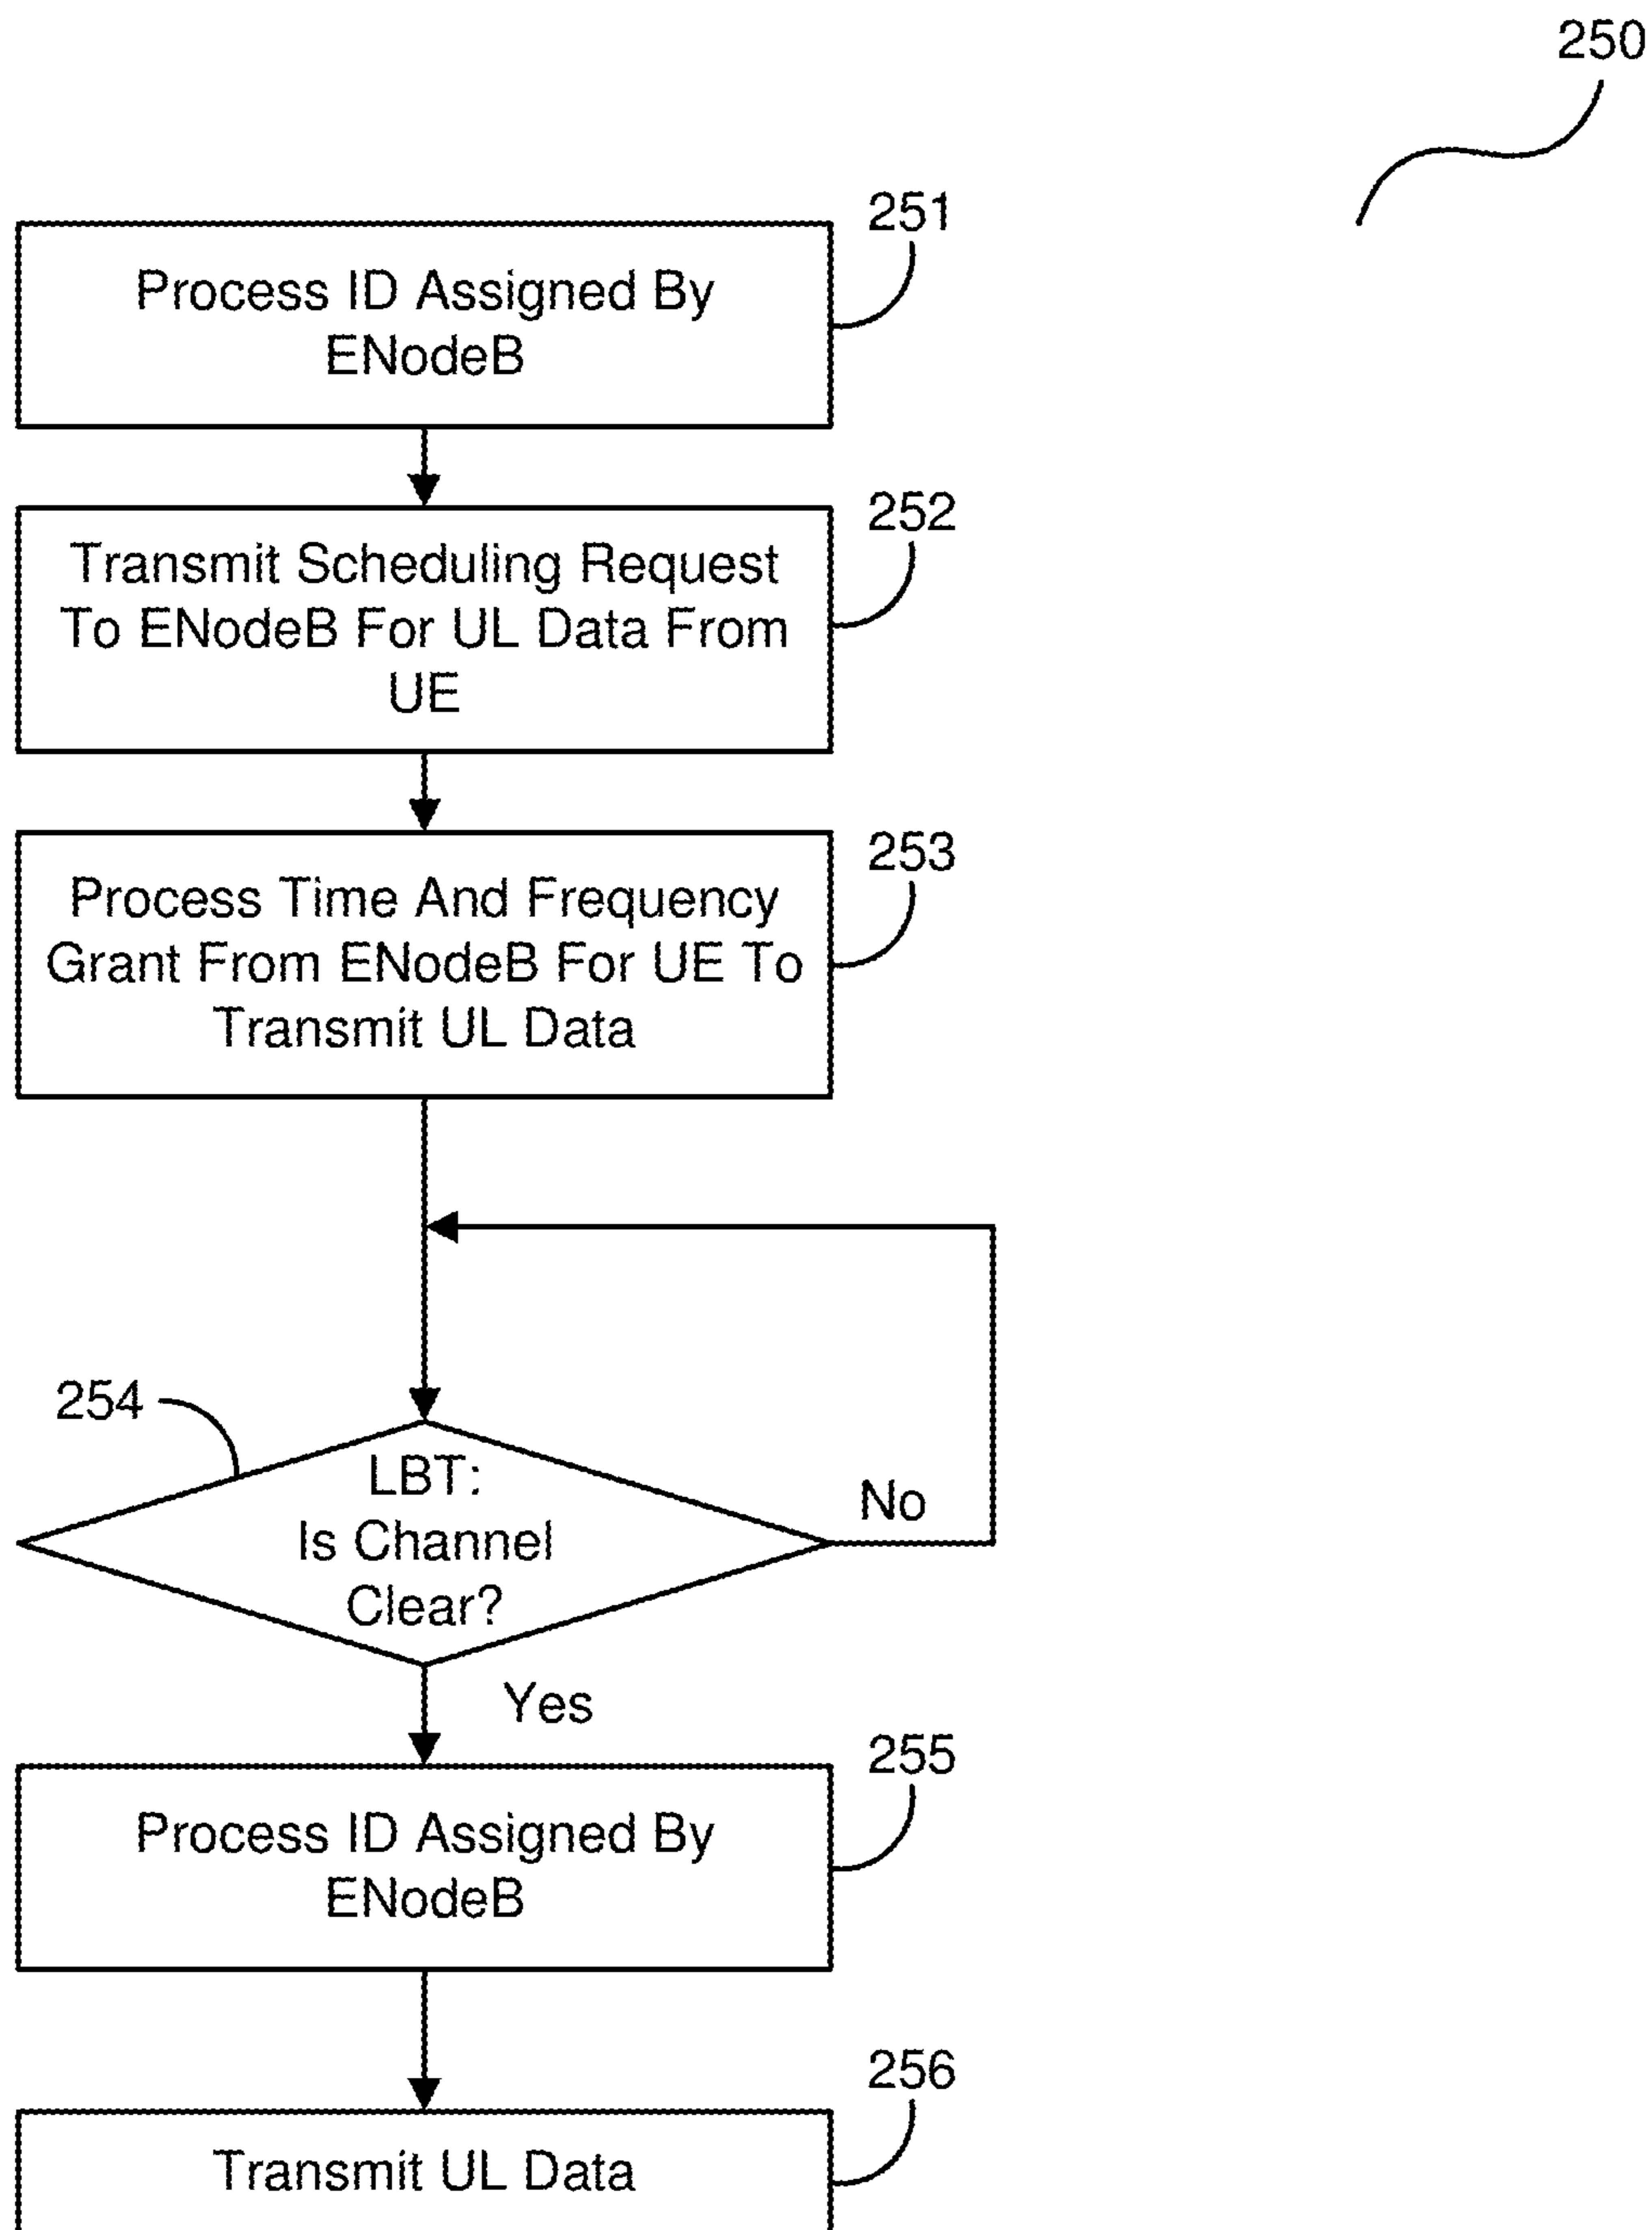 250
251
Process ID Assigned By
ENodeB
252
Transmit Scheduling Request
To ENodeB For UL Data From
UE
253
Process Time And Frequency
Grant From ENodeB For UE To
Transmit UL Data
254
LBT:
Is Channel
Clear?
No
Yes
255
Process ID Assigned By
ENodeB
256
Transmit UL Data